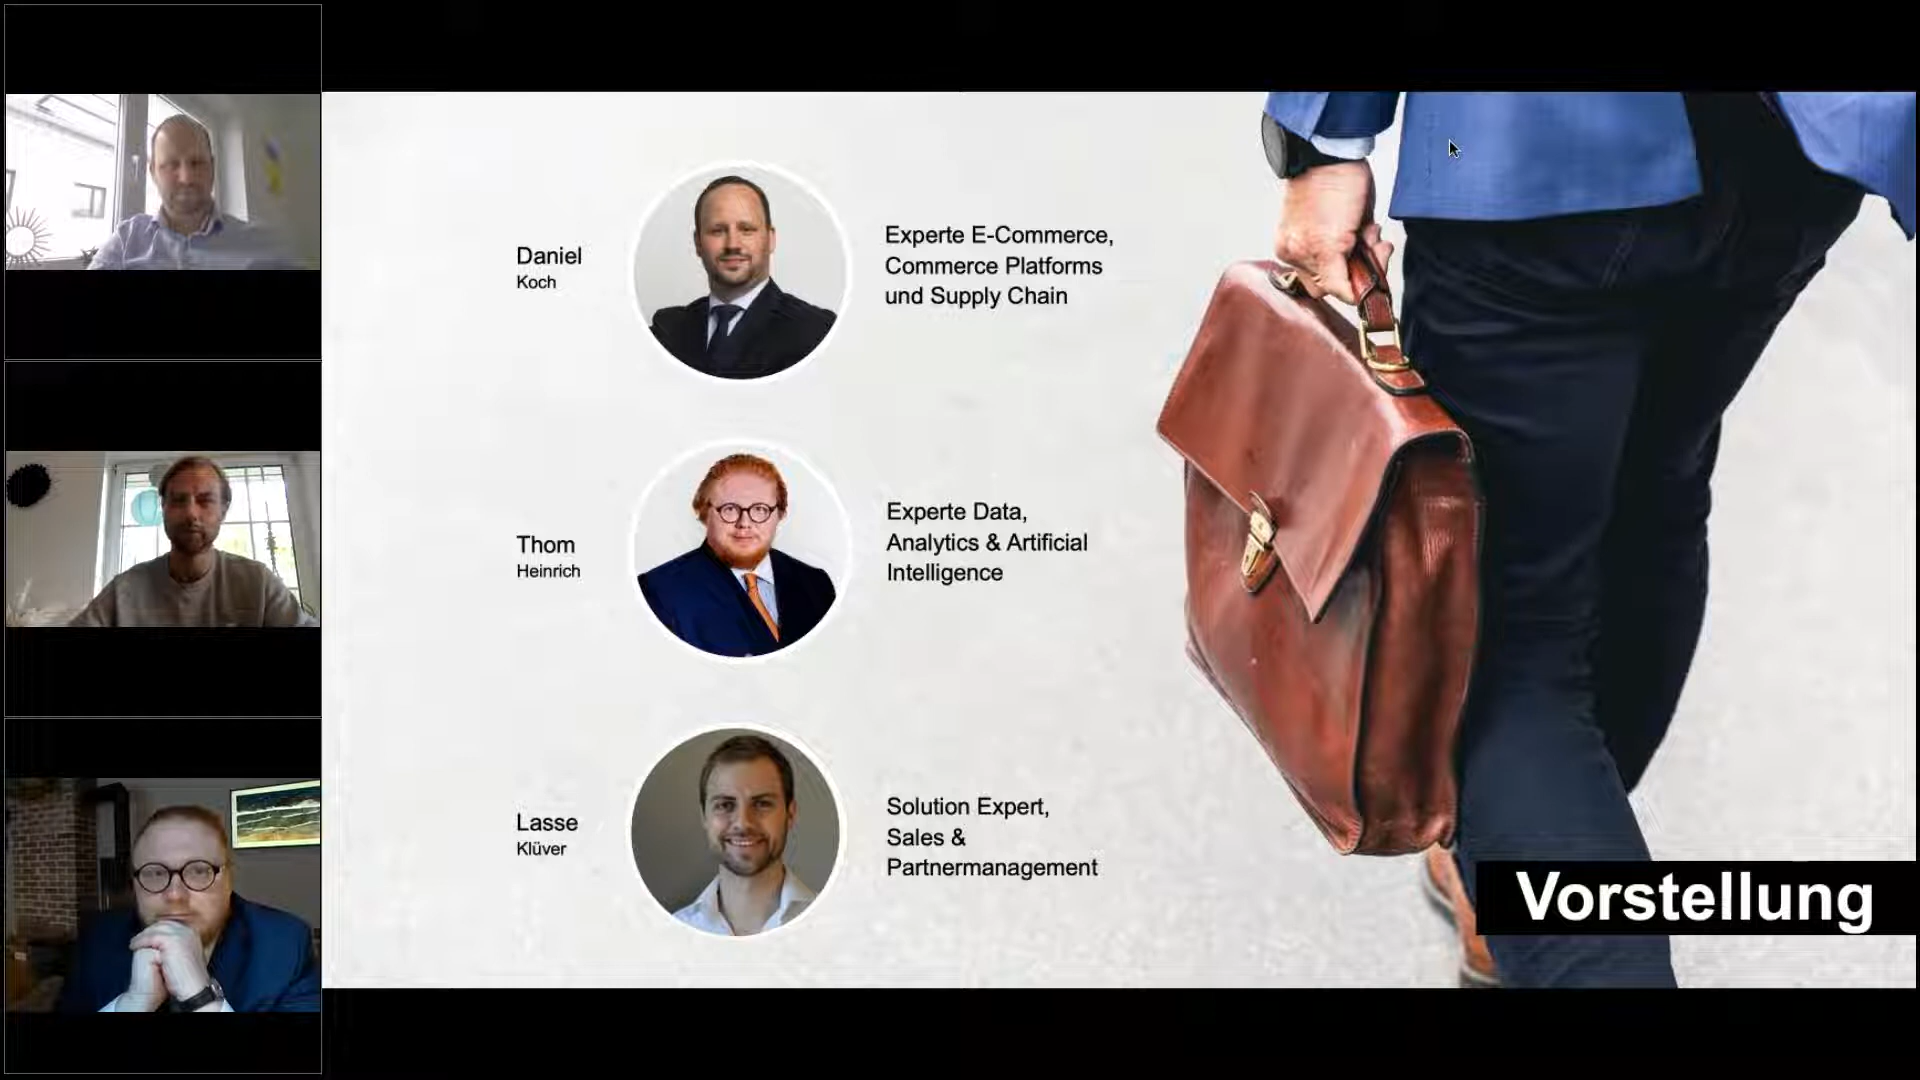 Daniel
Koch
Experte E-Commerce,
Commerce Platforms
und Supply Chain
Thom
Heinrich
Experte Data,
Analytics & Artificial
Intelligence
Lasse
Klüver
Solution Expert,
Sales &
Partnermanagement
Vorstellung